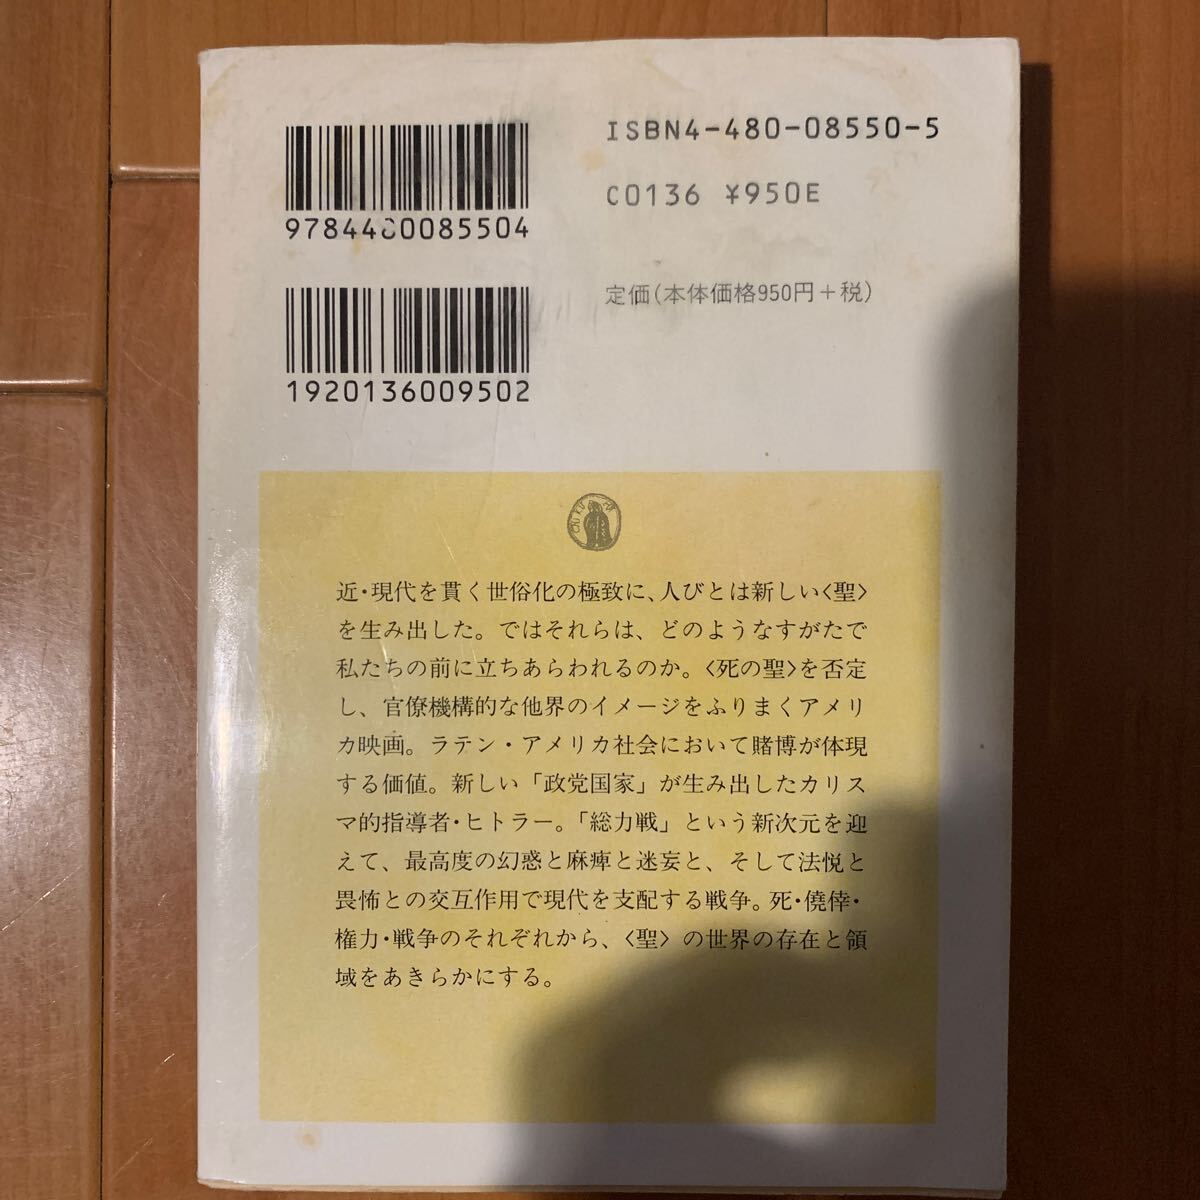 ISBN4-480-08550-5
C0136 ¥950E
9784480085504
定価(本体価格950円+税)
1920136009502
近・現代を貫く世俗化の極致に、人びとは新しい〈聖〉
を生み出した。ではそれらは、どのようなすがたで
私たちの前に立ちあらわれるのか。〈死の聖〉を否定
し、官僚機構的な他界のイメージをふりまくアメリ
カ映画。ラテン・アメリカ社会において賭博が体現
する価値。新しい「政党国家」が生み出したカリス
マ的指導者・ヒトラー。「総力戦」という新次元を迎
えて、最高度の幻惑と麻痺と迷妄と、そして法悦と
畏怖との交互作用で現代を支配する戦争。死・僥倖・
権力・戦争のそれぞれから、〈聖〉の世界の存在と領
域をあきらかにする。